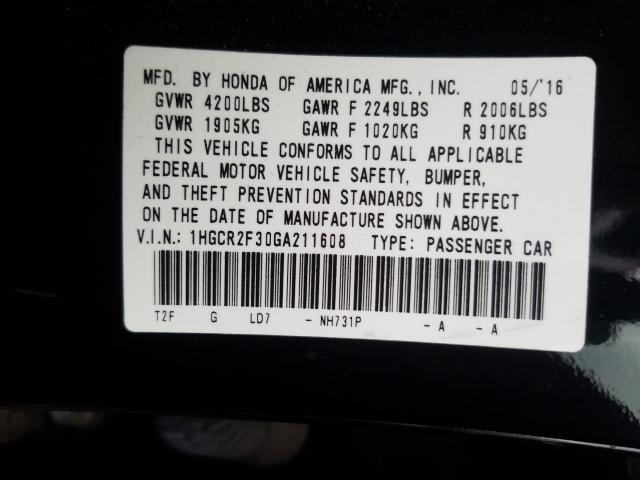 MFD. BY HONDA OF AMERICA MFG., INC. 05/'16
GVWR 4200LBS GAWR F 2249LBS R 2006LBS
GVWR 1905KG GAWR F 1020KG R 910KG
THIS VEHICLE CONFORMS TO ALL APPLICABLE
FEDERAL MOTOR VEHICLE SAFETY, BUMPER,
AND THEFT PREVENTION STANDARDS IN EFFECT
ON THE DATE OF MANUFACTURE SHOWN ABOVE.
V.I.N.: 1HGCR2F30GA211608 TYPE: PASSENGER CAR
T2F G LD7 - NH731P - A - A